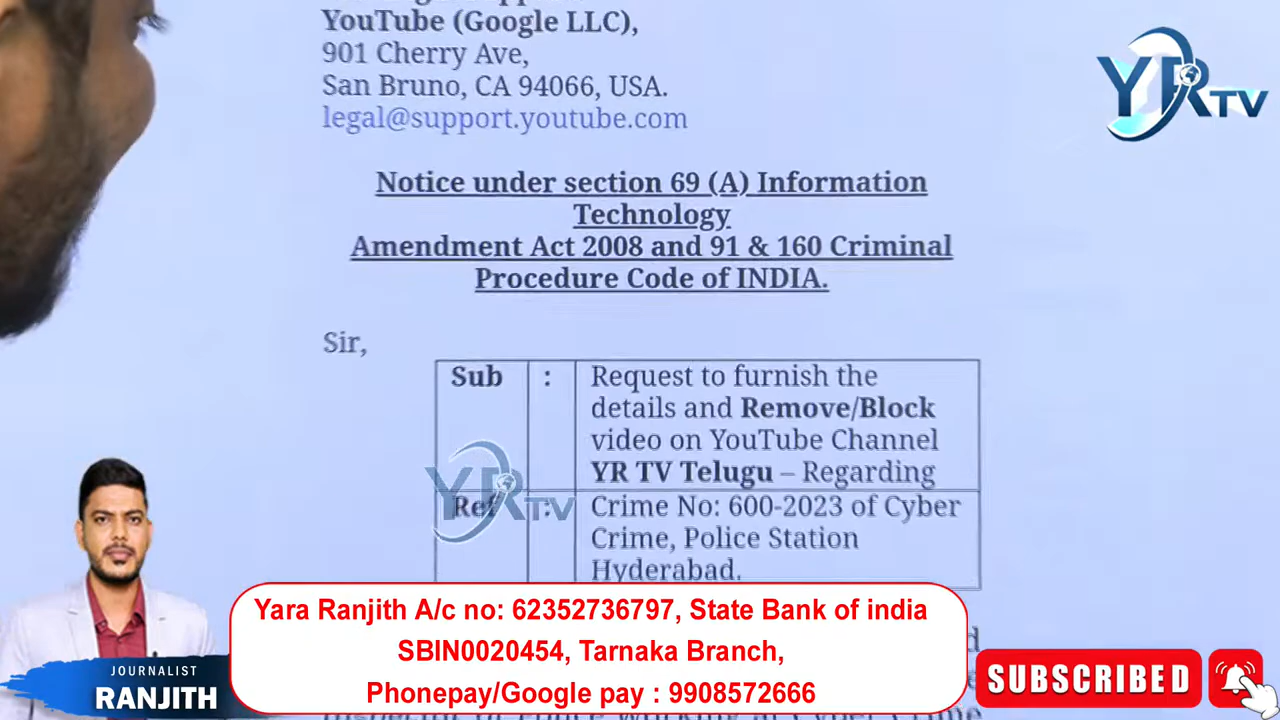 YouTube (Google LLC),
901 Cherry Ave,
San Bruno, CA 94066, USA.
legal@support.youtube.com
YR TV
Notice under section 69 (A) Information
Technology
Amendment Act 2008 and 91 & 160 Criminal
Procedure Code of INDIA.
Sir,
Sub : Request to furnish the
details and Remove/Block
video on YouTube Channel
YR TV Telugu – Regarding
Ref : Crime No: 600-2023 of Cyber
Crime, Police Station
Hyderabad.
YR TV
Yara Ranjith A/c no: 62352736797, State Bank of india
SBIN0020454, Tarnaka Branch,
Phonepay/Google pay : 9908572666
JOURNALIST
RANJITH
SUBSCRIBED